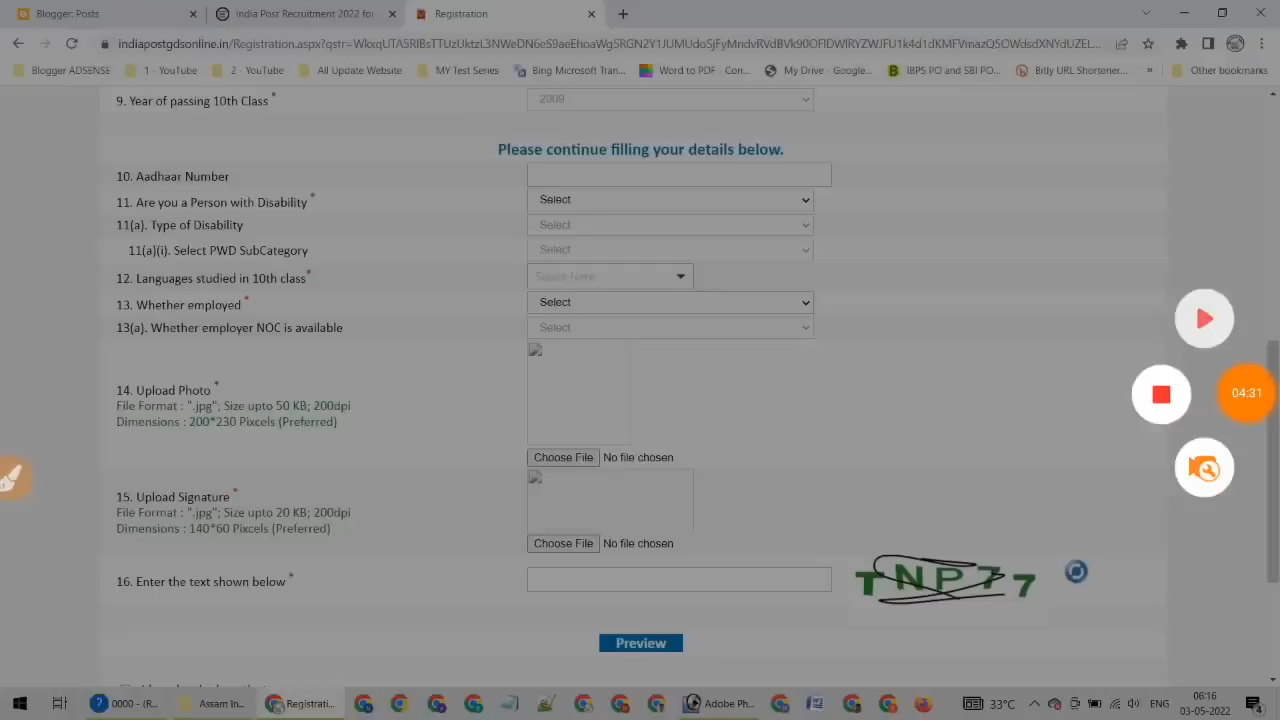 Blogger: Posts
India Post Recruitment 2022 for
Registration
indiapostgdsonline.in/Registration.aspx?qstr=
Blogger ADSENSE
1 - YouTube
2 - YouTube
All Update Website
MY Test Series
Bing Microsoft Tran...
Word to PDF - Con...
My Drive - Google...
IBPS PO and SBI PO...
Bitly URL Shortener...
»
Other bookmarks
9. Year of passing 10th Class *
2009
Please continue filling your details below.
10. Aadhaar Number
11. Are you a Person with Disability *
Select
11(a). Type of Disability
Select
11(a)(i). Select PWD SubCategory
Select
12. Languages studied in 10th class *
Select Here
13. Whether employed *
Select
13(a). Whether employer NOC is available
Select
14. Upload Photo *
File Format : ".jpg"; Size upto 50 KB; 200dpi
Dimensions : 200*230 Pixcels (Preferred)
Choose File No file chosen
15. Upload Signature *
File Format : ".jpg"; Size upto 20 KB; 200dpi
Dimensions : 140*60 Pixcels (Preferred)
Choose File No file chosen
16. Enter the text shown below *
TNP77
Preview
04:31
0000 - (R...
Assam In...
Registrati...
Adobe Ph...
33°C
ENG
06:16
03-05-2022
4